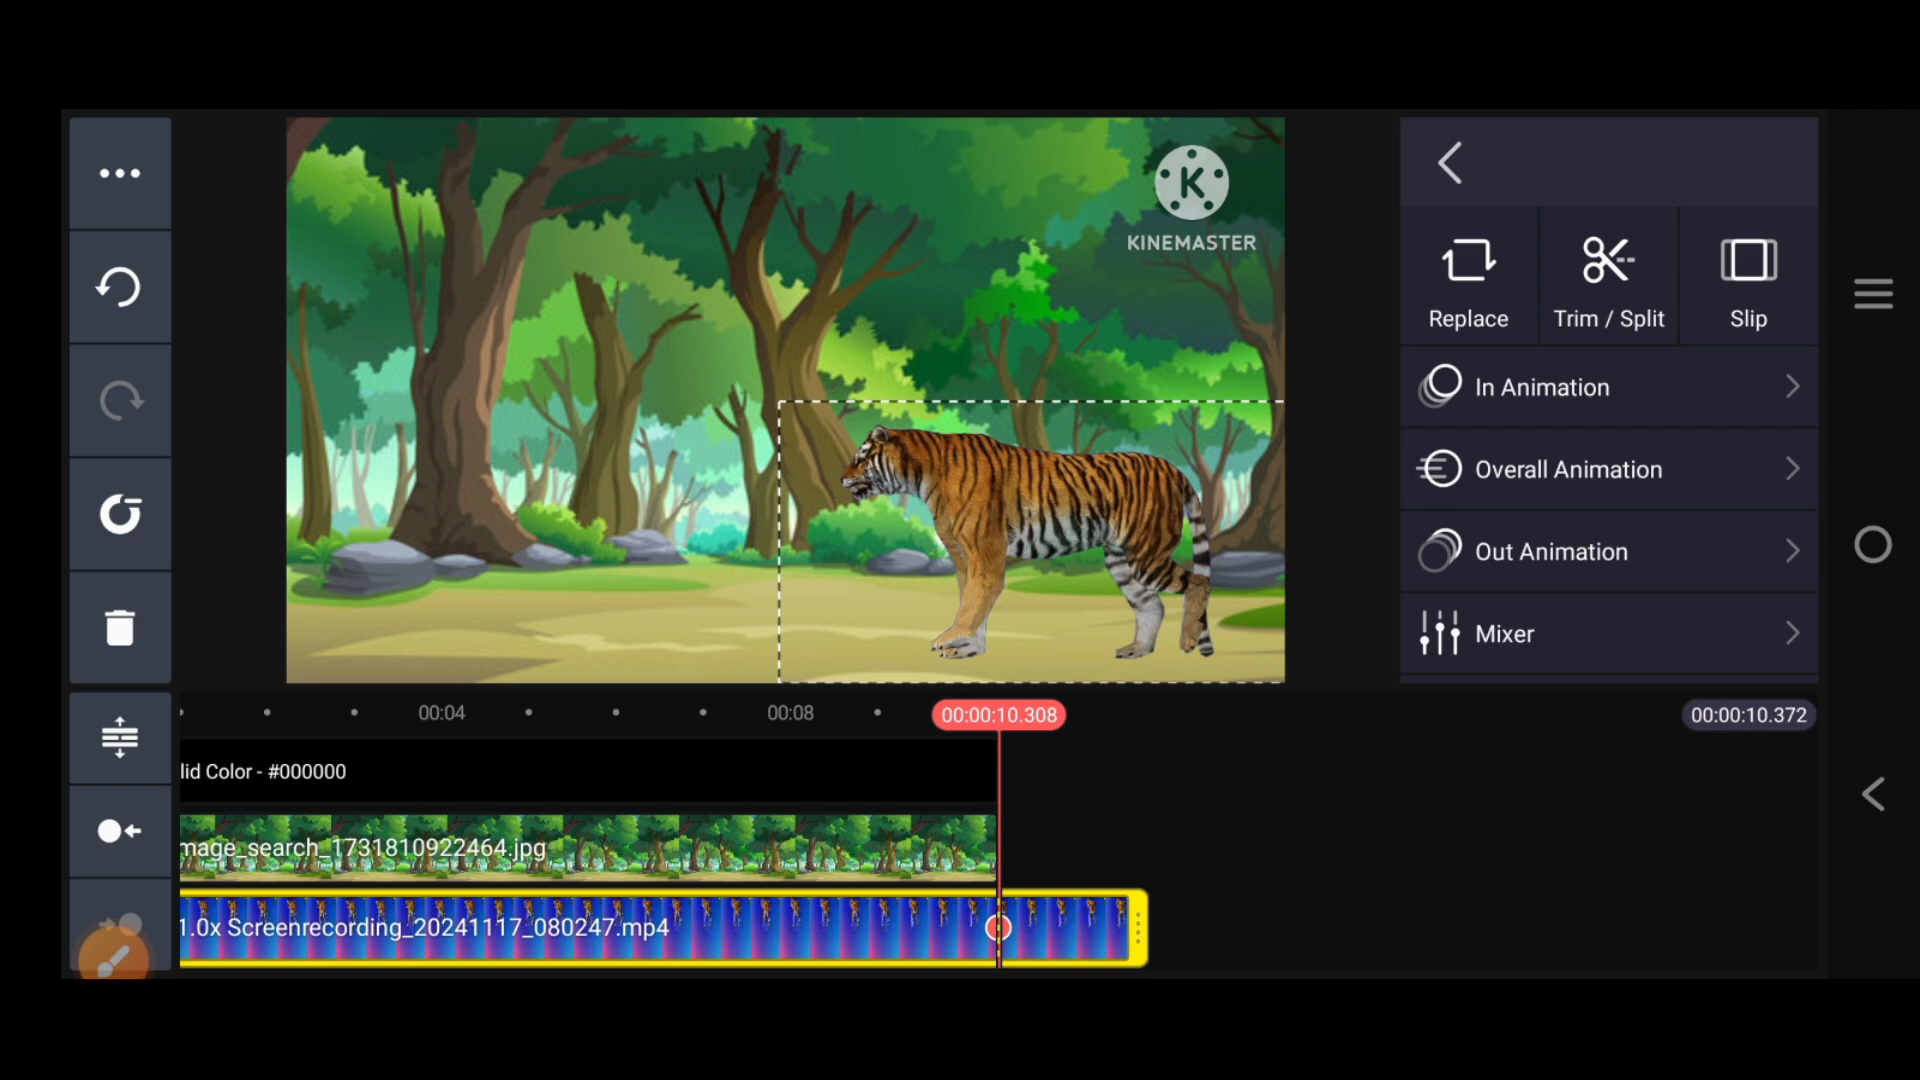 K
KINEMASTER
Replace
Trim / Split
Slip
In Animation
Overall Animation
Out Animation
Mixer
00:04
00:08
00:00:10.308
00:00:10.372
lid Color - #000000
mage_search_1731810922464.jpg
1.0x Screenrecording_20241117_080247.mp4